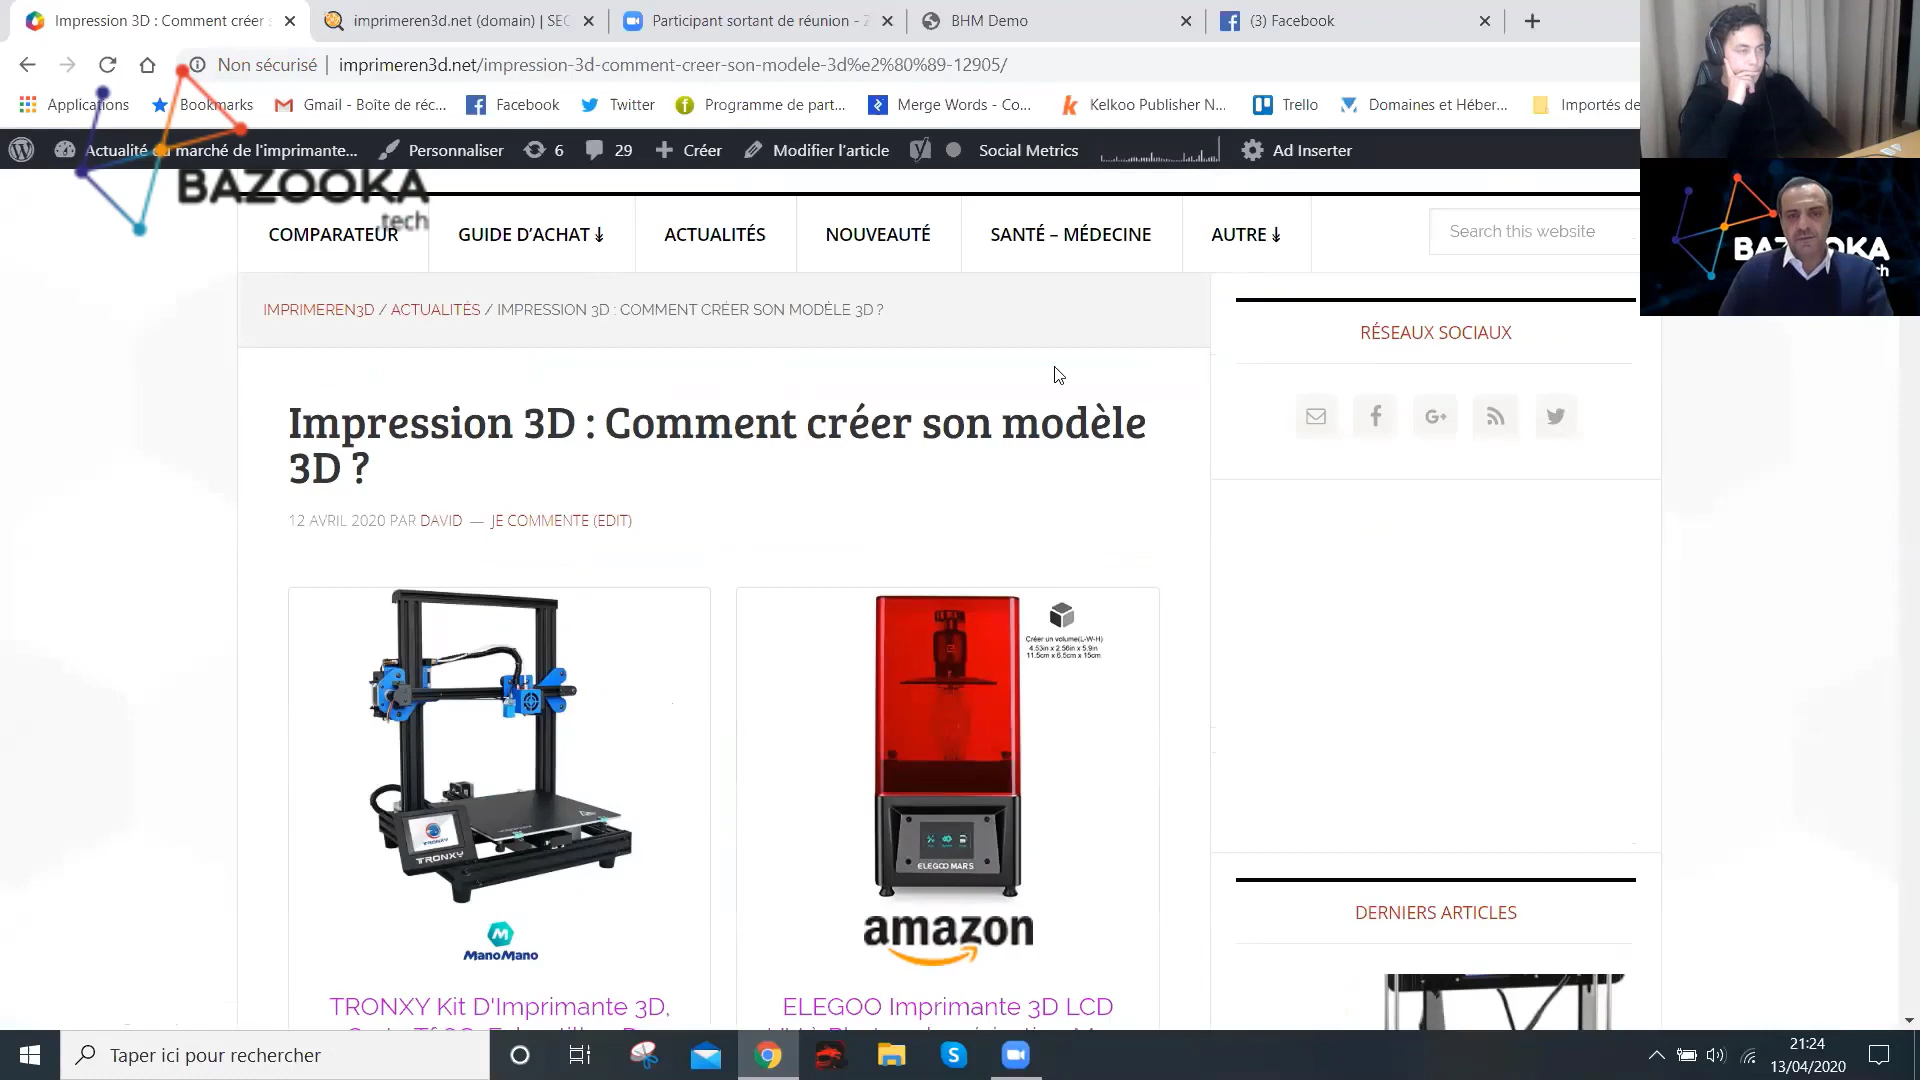 Impression 3D : Comment créer
imprimeren3d.net (domain) | SEO
Participant sortant de réunion - Z
BHM Demo
(3) Facebook
Non sécurisé | imprimeren3d.net/impression-3d-comment-creer-son-modele-3d%e2%80%89-12905/
Applications
Bookmarks
Gmail - Boîte de réc...
Facebook
Twitter
Programme de part...
Merge Words - Co...
Kelkoo Publisher N...
Trello
Domaines et Héber...
Importés de
Actualité du marché de l'imprimante...
Personnaliser
6
29
Créer
Modifier l'article
Social Metrics
Ad Inserter
BAZOOKA
.tech
COMPARATEUR
GUIDE D'ACHAT ↡
ACTUALITÉS
NOUVEAUTÉ
SANTÉ – MÉDECINE
AUTRE ↡
Search this website
IMPRIMEREN3D / ACTUALITÉS / IMPRESSION 3D : COMMENT CRÉER SON MODÈLE 3D ?
RÉSEAUX SOCIAUX
Impression 3D : Comment créer son modèle
3D ?
12 AVRIL 2020 PAR DAVID — JE COMMENTE (EDIT)
Créer un volume(L-W-H)
4.53in x 2.56in x 5.9in
11.5cm x 6.5cm x 15cm
TRONXY
ELEGOO MARS
ManoMano
amazon
TRONXY Kit D'Imprimante 3D,
ELEGOO Imprimante 3D LCD
DERNIERS ARTICLES
Taper ici pour rechercher
21:24
13/04/2020